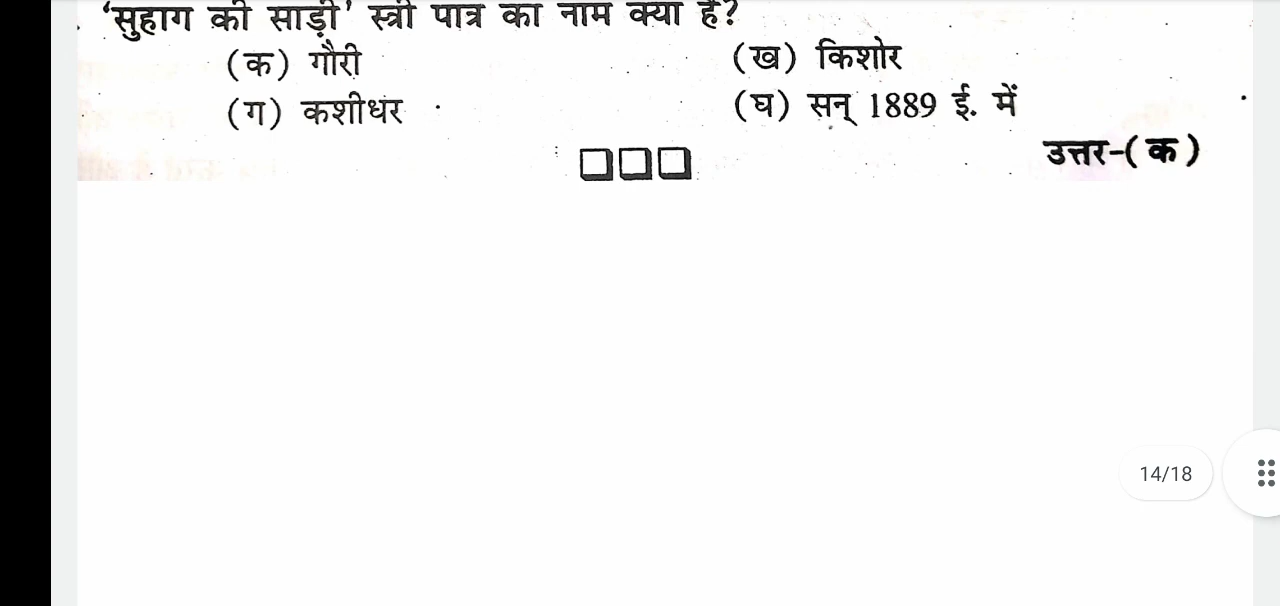 ‘सुहाग की साड़ी’ स्त्री पात्र का नाम क्या है?
(क) गौरी (ख) किशोर
(ग) कशीधर (घ) सन् 1889 ई. में
उत्तर-(क)
14/18